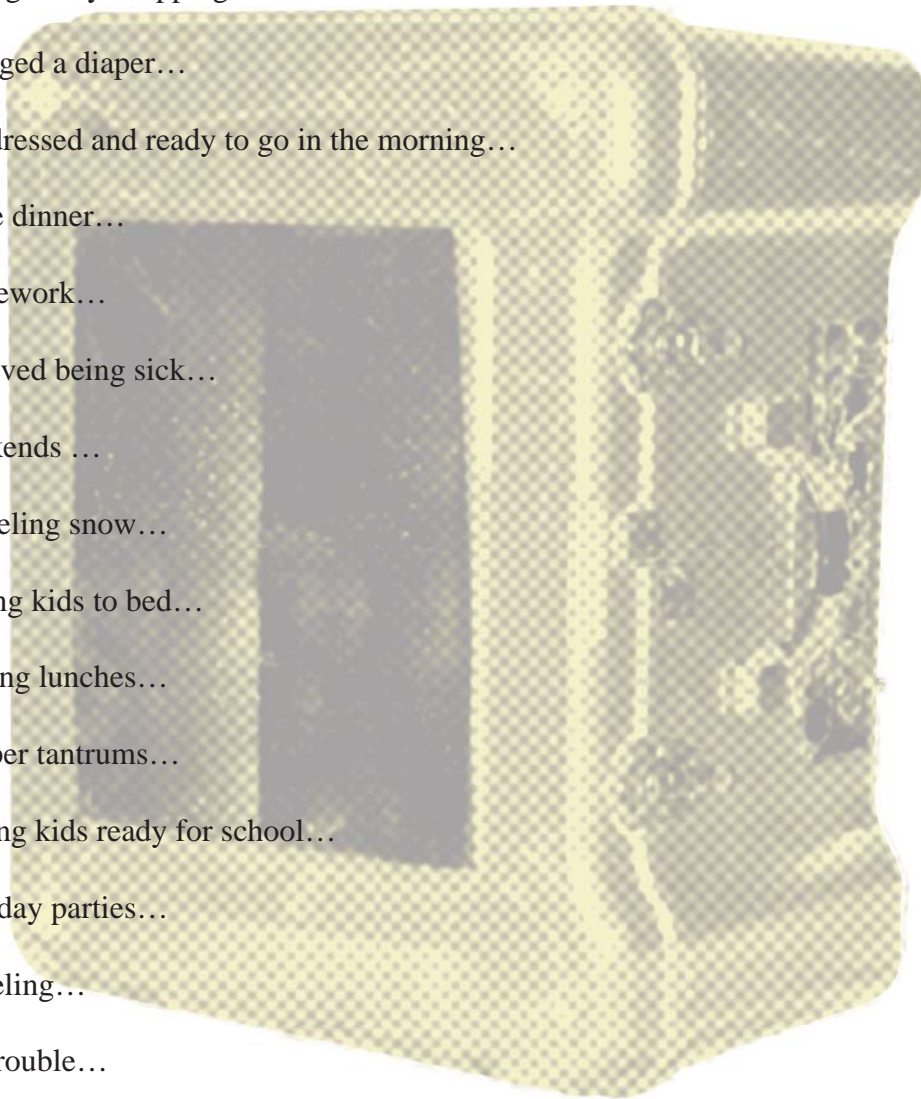 ged a diaper…
dressed and ready to go in the morning…
e dinner…
ework…
ved being sick…
kends …
eling snow…
ng kids to bed…
ng lunches…
per tantrums…
ng kids ready for school…
day parties…
eling…
rouble…